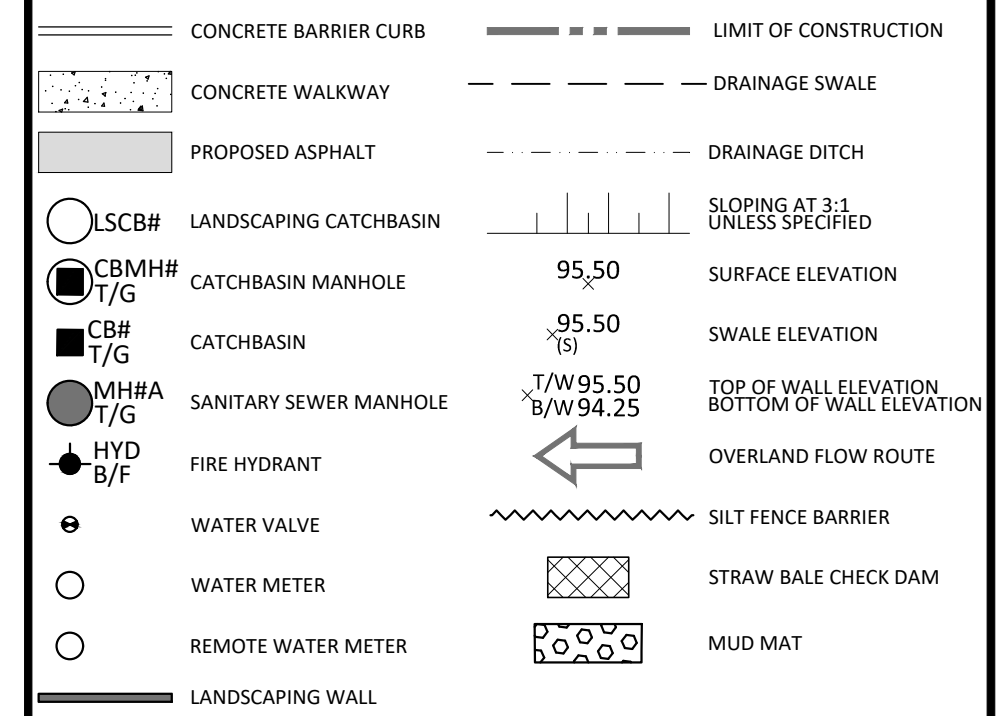 CONCRETE BARRIER CURB
CONCRETE WALKWAY
PROPOSED ASPHALT
LSCB#
LANDSCAPING CATCHBASIN
CBMH#
T/G
CATCHBASIN MANHOLE
CB#
T/G
CATCHBASIN
MH#A
T/G
SANITARY SEWER MANHOLE
HYD
B/F
FIRE HYDRANT
WATER VALVE
WATER METER
REMOTE WATER METER
LANDSCAPING WALL
LIMIT OF CONSTRUCTION
DRAINAGE SWALE
DRAINAGE DITCH
SLOPING AT 3:1
UNLESS SPECIFIED
95.50
SURFACE ELEVATION
95.50
(S)
SWALE ELEVATION
T/W 95.50
B/W 94.25
TOP OF WALL ELEVATION
BOTTOM OF WALL ELEVATION
OVERLAND FLOW ROUTE
SILT FENCE BARRIER
STRAW BALE CHECK DAM
MUD MAT